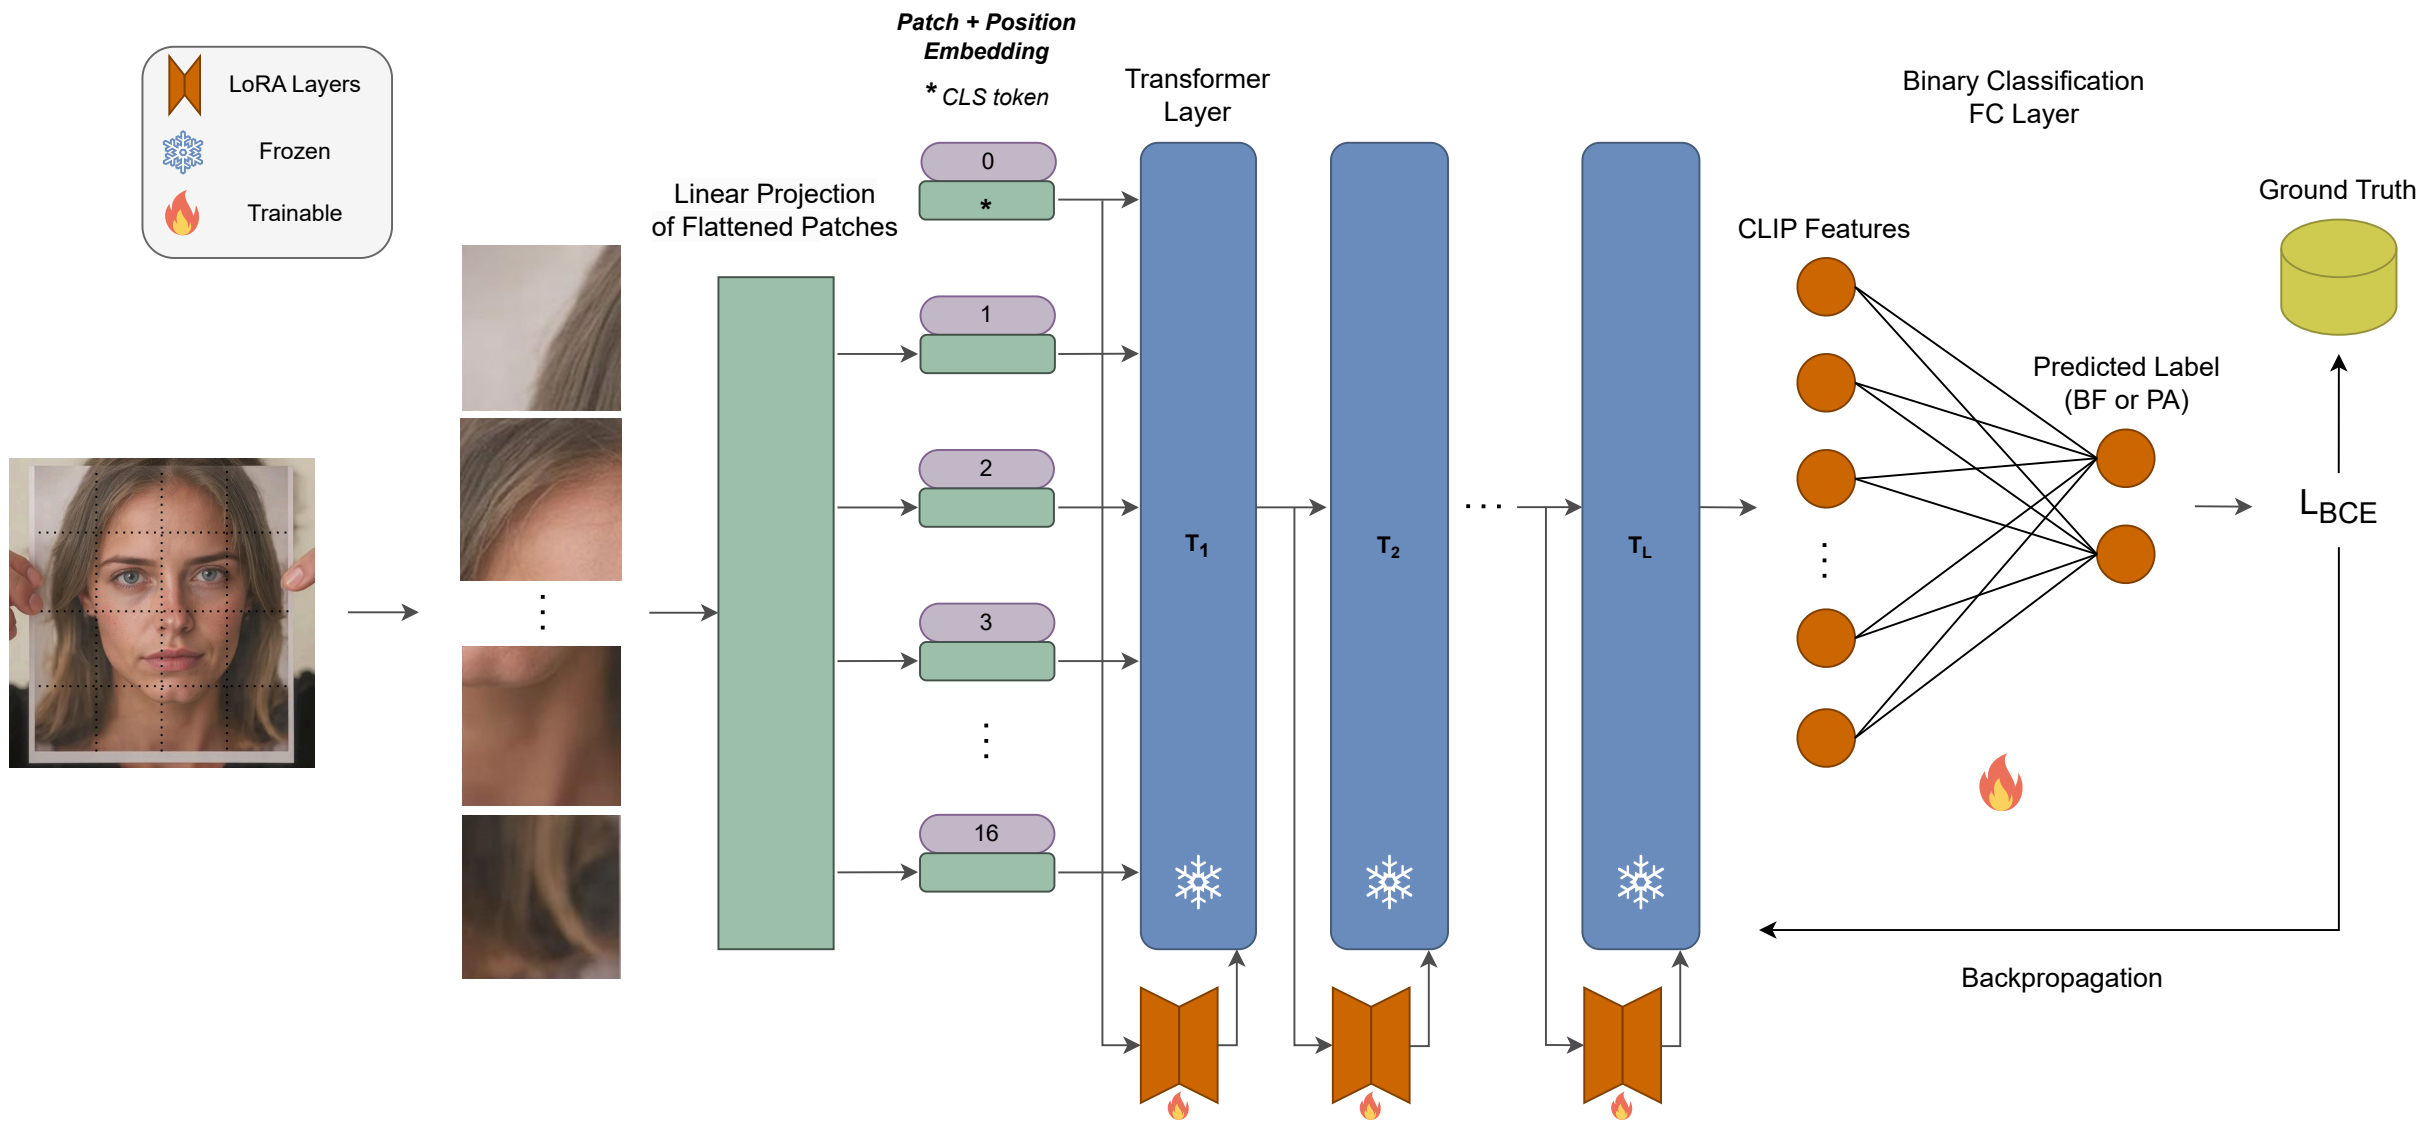 LoRA Layers
Frozen
Trainable
Linear Projection
of Flattened Patches
Patch + Position
Embedding
* CLS token
0
*
1
2
3
16
Transformer
Layer
T1
T2
...
TL
Binary Classification
FC Layer
CLIP Features
Predicted Label
(BF or PA)
Ground Truth
LBCE
Backpropagation